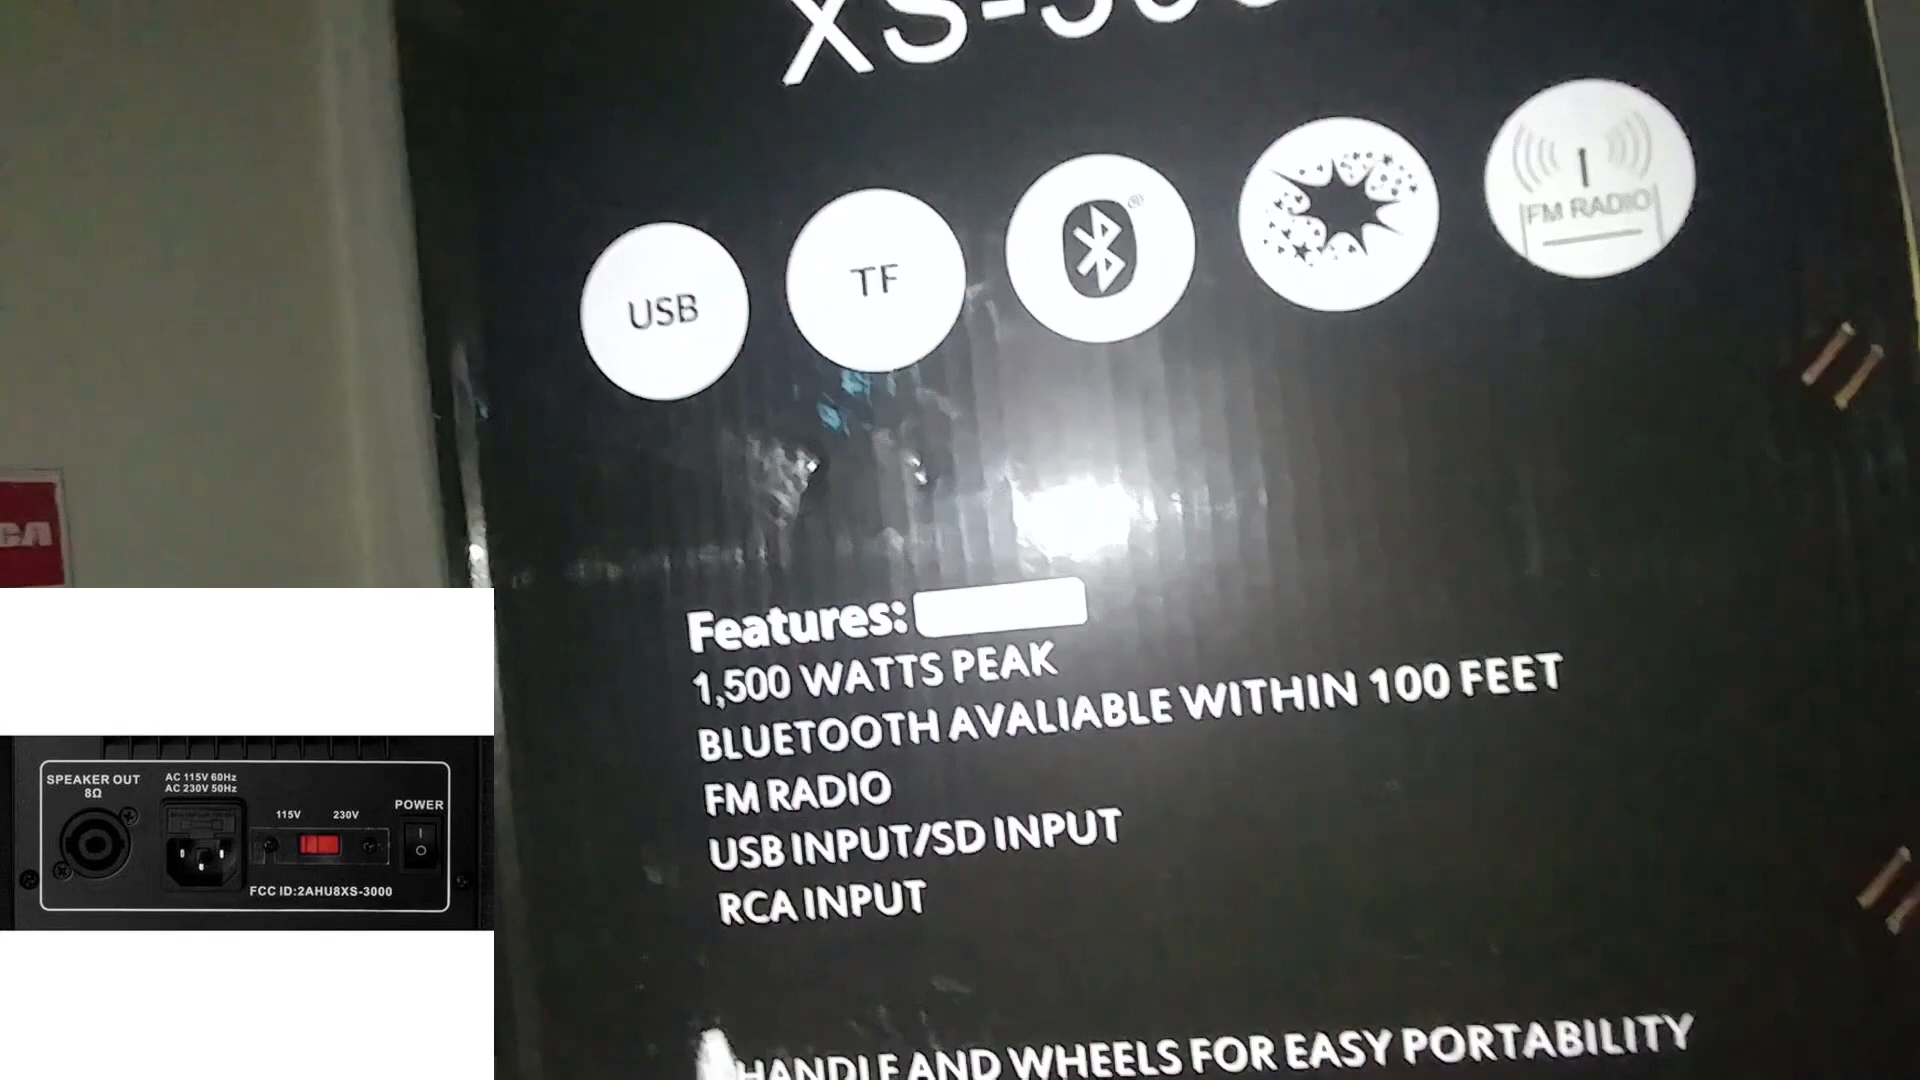 USB
TF
FM RADIO
Features:
1,500 WATTS PEAK
BLUETOOTH AVALIABLE WITHIN 100 FEET
FM RADIO
USB INPUT/SD INPUT
RCA INPUT
HANDLE AND WHEELS FOR EASY PORTABILITY
SPEAKER OUT
8Ω
AC 115V 60Hz
AC 230V 50Hz
115V 230V
POWER
FCC ID:2AHU8XS-3000